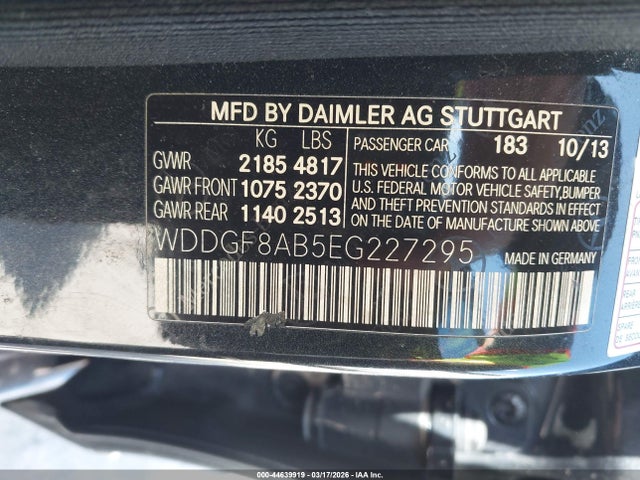 MFD BY DAIMLER AG STUTTGART
KG LBS
GVWR 2185 4817
GAWR FRONT 1075 2370
GAWR REAR 1140 2513
PASSENGER CAR 183 10/13
THIS VEHICLE CONFORMS TO ALL APPLICABLE
U.S. FEDERAL MOTOR VEHICLE SAFETY, BUMPER
AND THEFT PREVENTION STANDARDS IN EFFECT
ON THE DATE OF MANUFACTURE SHOWN ABOVE
WDDGF8AB5EG227295
MADE IN GERMANY
000-44639919 - 03/17/2026 - IAAI.CA